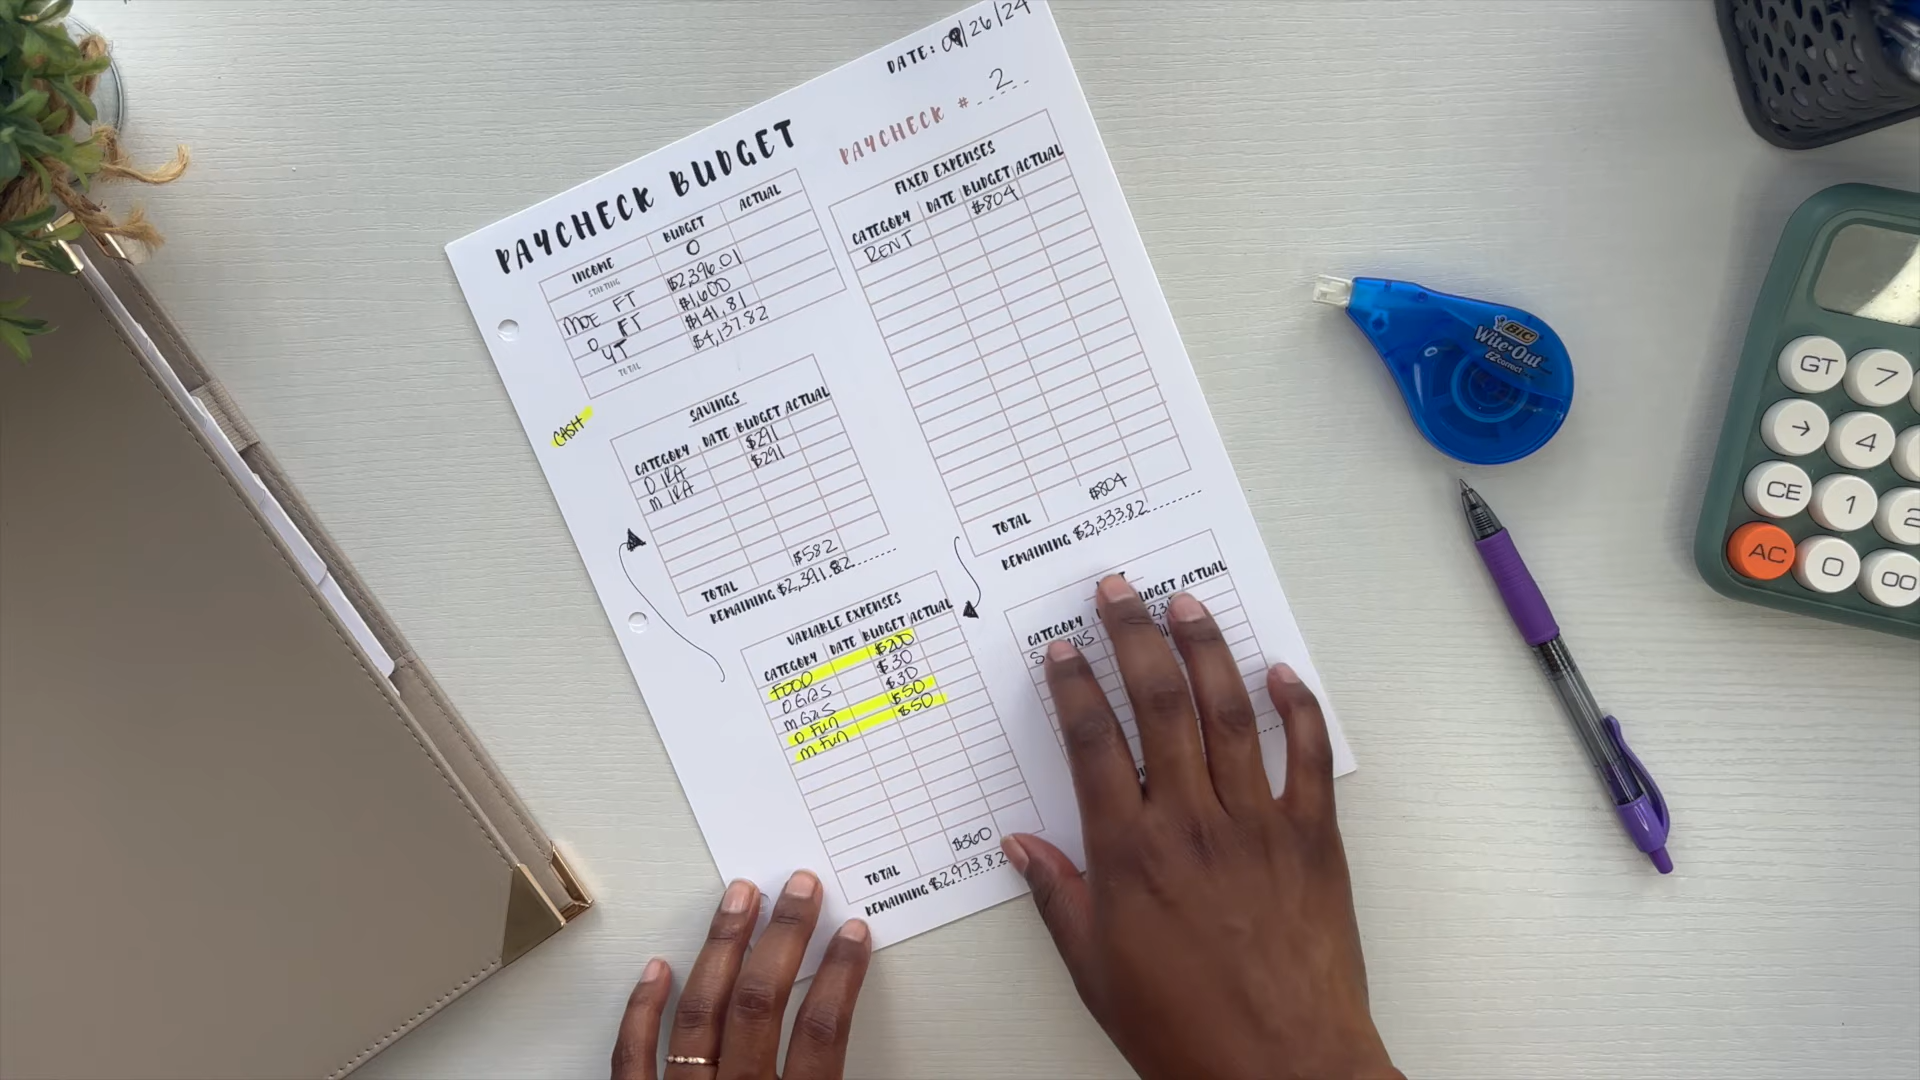 DATE: 09/26/24
PAYCHECK # 2
PAYCHECK BUDGET
INCOME BUDGET ACTUAL
STARTING 0
MOE FT $2,396.01
D FT $1,600
YT $141.81
TOTAL $4,137.82
FIXED EXPENSES
CATEGORY DATE BUDGET ACTUAL
RENT $804
TOTAL $804
REMAINING $3,333.82
CASH
SAVINGS
CATEGORY DATE BUDGET ACTUAL
D IRA $291
M IRA $291
TOTAL $582
REMAINING $2,391.82
VARIABLE EXPENSES
CATEGORY DATE BUDGET ACTUAL
FOOD $200
D GAS $30
M GAS $30
D FUN $50
M FUN $50
TOTAL $360
REMAINING $2,973.82
CATEGORY BUDGET ACTUAL
BIC
Wite-Out
EZcorrect
GT 7
→ 4
CE 1 2
AC 0 00